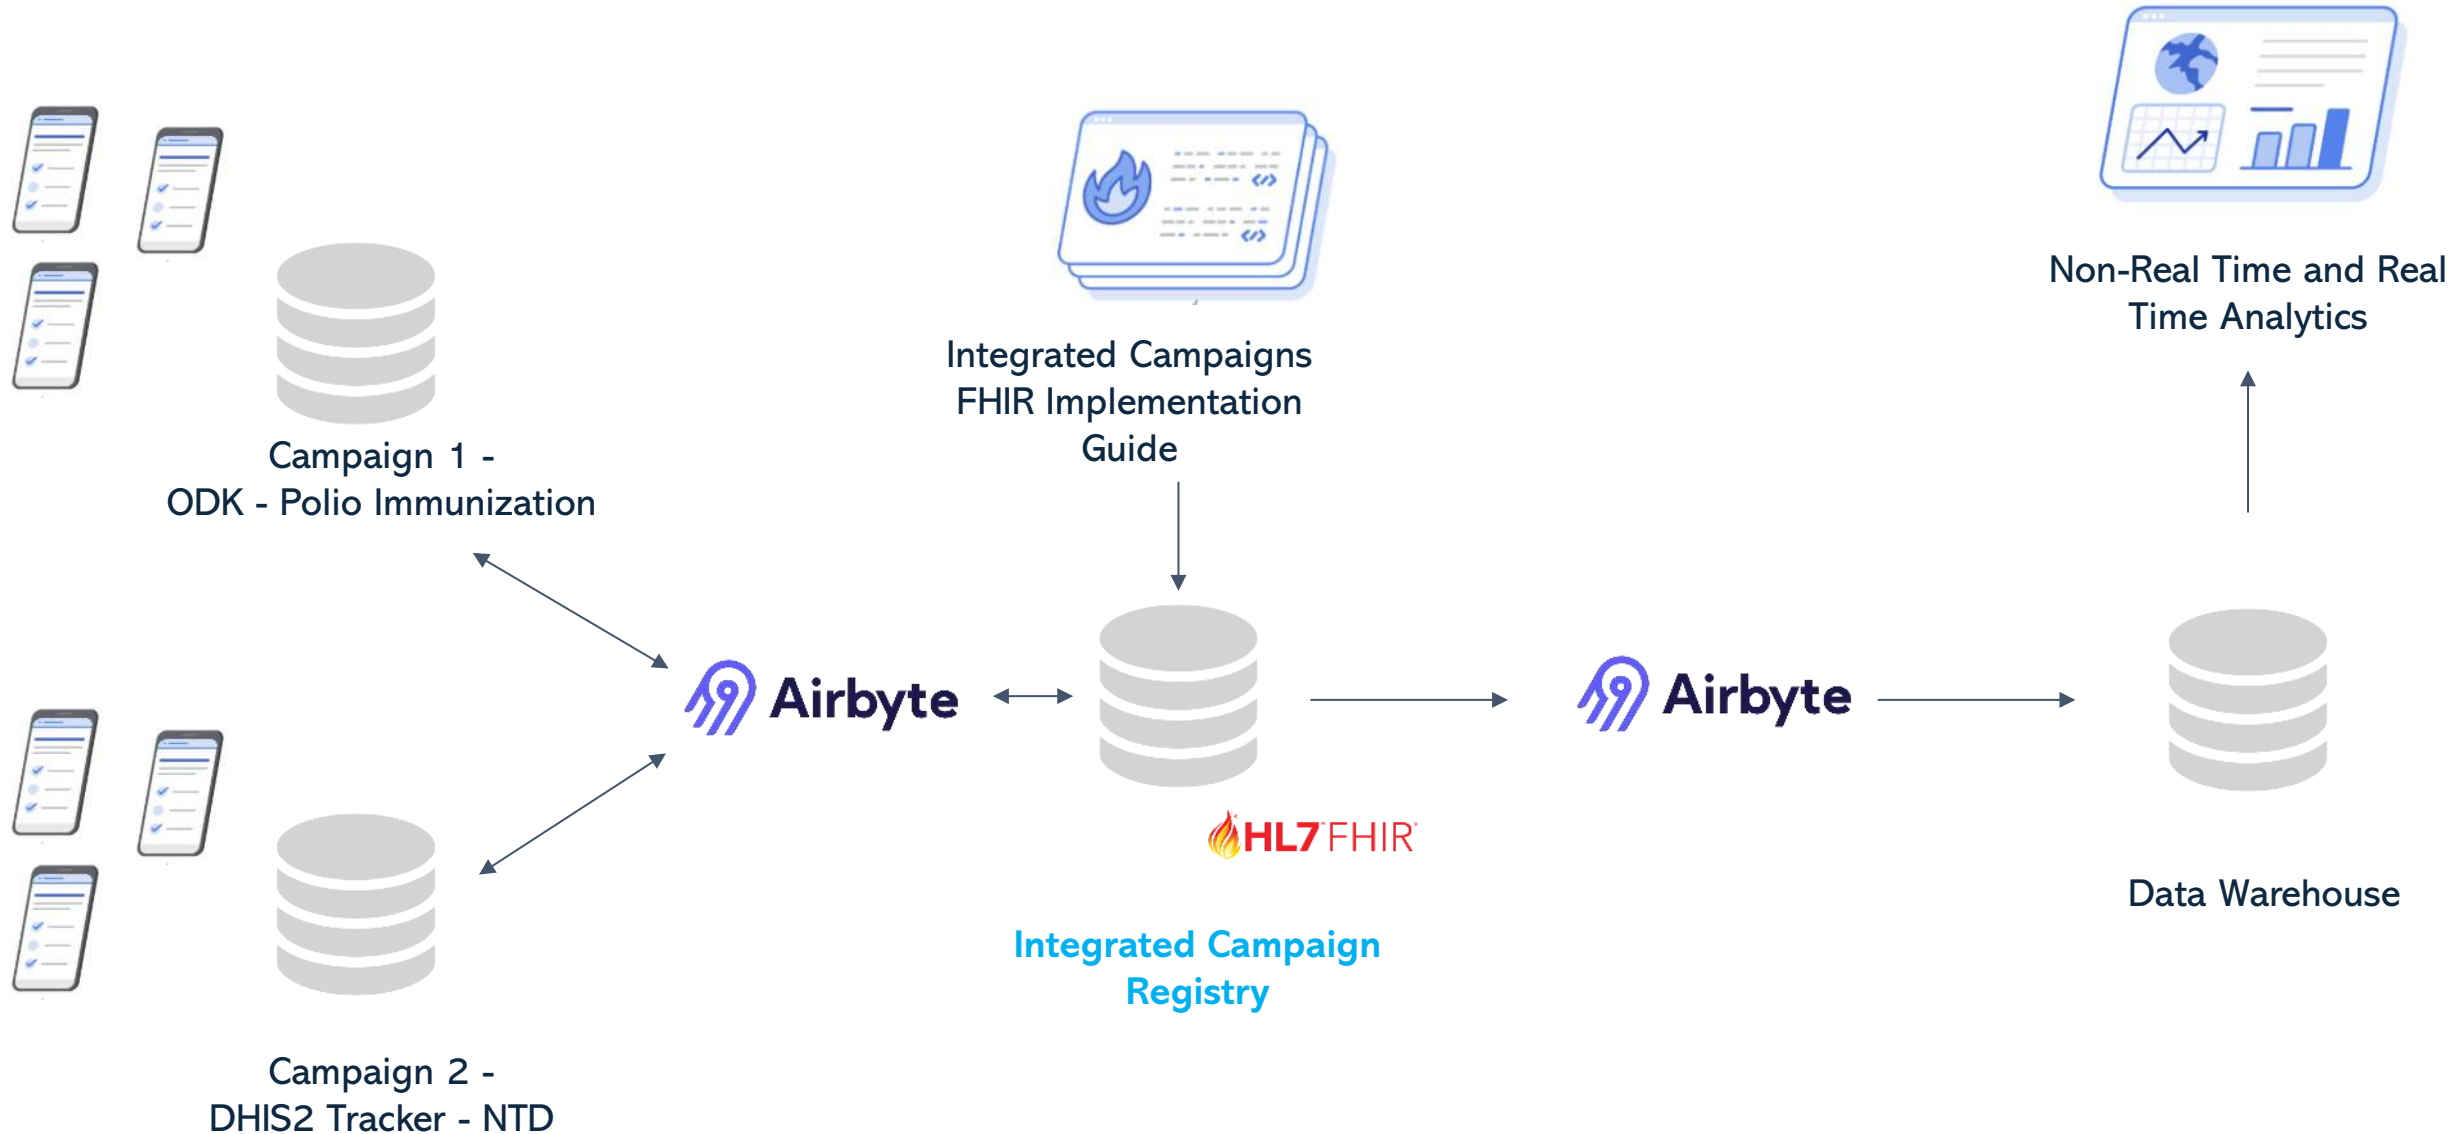 Campaign 1 -
ODK - Polio Immunization
Campaign 2 -
DHIS2 Tracker - NTD
Airbyte
Integrated Campaigns
FHIR Implementation
Guide
HL7 FHIR
Integrated Campaign
Registry
Airbyte
Non-Real Time and Real
Time Analytics
Data Warehouse